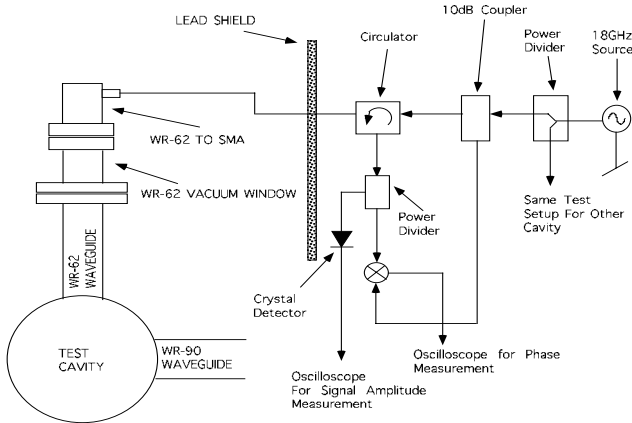 10dB Coupler
LEAD SHIELD
Circulator
Power
Divider
18GHz
Source
WR-62 TO SMA
WR-62 VACUUM WINDOW
Power
Divider
Same Test
Setup For Other
Cavity
WR-62
WAVEGUIDE
Crystal
Detector
TEST
CAVITY
WR-90
WAVEGUIDE
Oscilloscope for Phase
Measurement
Oscilloscope
For Signal Amplitude
Measurement